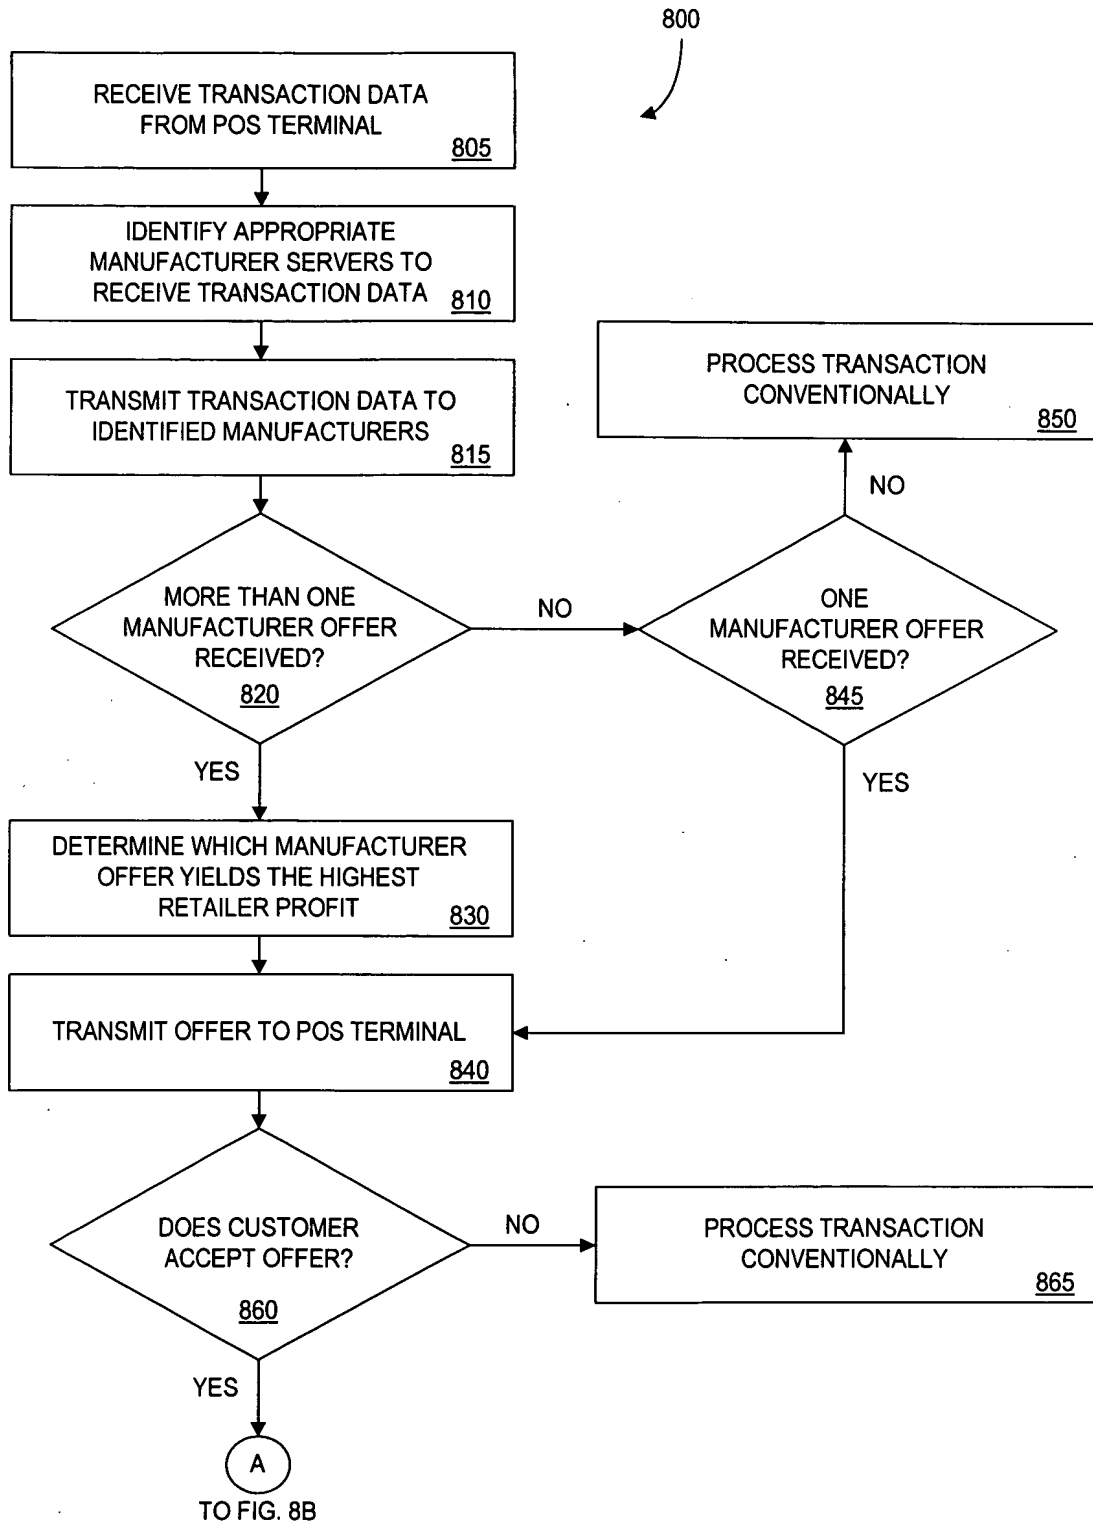 800
RECEIVE TRANSACTION DATA
FROM POS TERMINAL
805
IDENTIFY APPROPRIATE
MANUFACTURER SERVERS TO
RECEIVE TRANSACTION DATA
810
TRANSMIT TRANSACTION DATA TO
IDENTIFIED MANUFACTURERS
815
PROCESS TRANSACTION
CONVENTIONALLY
850
NO
MORE THAN ONE
MANUFACTURER OFFER
RECEIVED?
820
NO
ONE
MANUFACTURER OFFER
RECEIVED?
845
YES
YES
DETERMINE WHICH MANUFACTURER
OFFER YIELDS THE HIGHEST
RETAILER PROFIT
830
TRANSMIT OFFER TO POS TERMINAL
840
DOES CUSTOMER
ACCEPT OFFER?
860
NO
PROCESS TRANSACTION
CONVENTIONALLY
865
YES
A
TO FIG. 8B